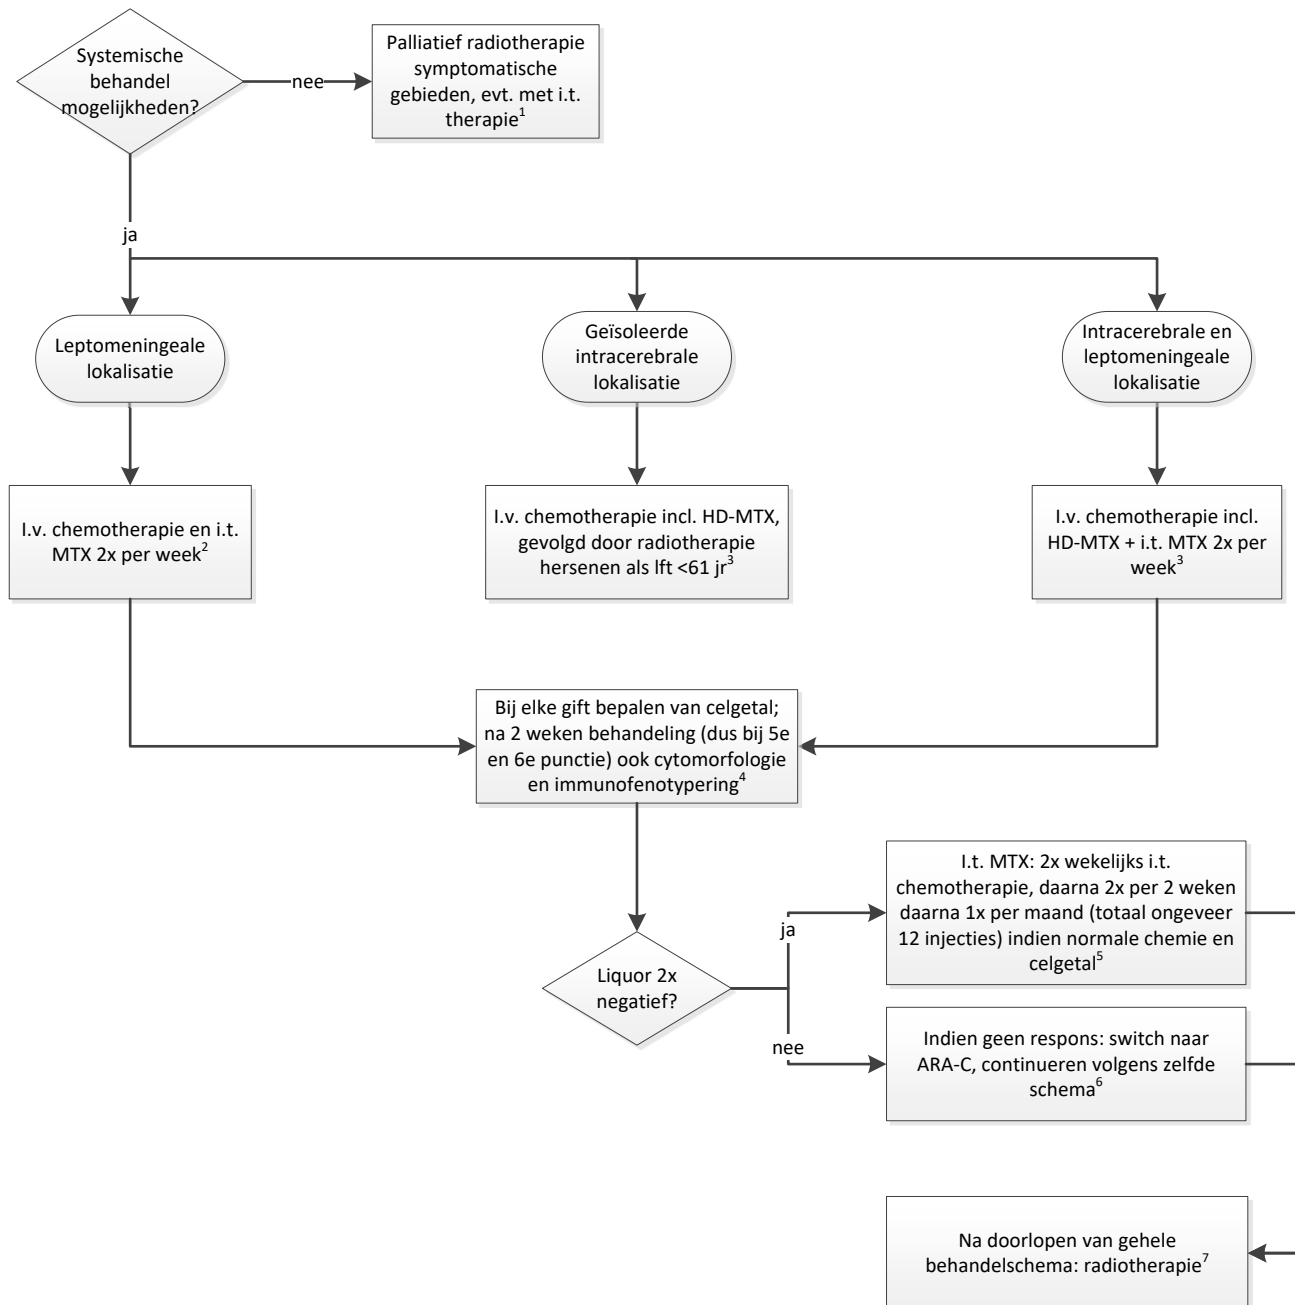 Systemische
behandel
mogelijkheden?
nee
Palliatief radiotherapie
symptomatische
gebieden, evt. met i.t.
therapie1
ja
Leptomeningeale
lokalisatie
Geïsoleerde
intracerebrale
lokalisatie
Intracerebrale en
leptomeningeale
lokalisatie
I.v. chemotherapie en i.t.
MTX 2x per week2
I.v. chemotherapie incl. HD-MTX,
gevolgd door radiotherapie
hersenen als lft <61 jr3
I.v. chemotherapie incl.
HD-MTX + i.t. MTX 2x per
week3
Bij elke gift bepalen van celgetal;
na 2 weken behandeling (dus bij 5e
en 6e punctie) ook cytomorfologie
en immunofenotypering4
Liquor 2x
negatief?
ja
I.t. MTX: 2x wekelijks i.t.
chemotherapie, daarna 2x per 2 weken
daarna 1x per maand (totaal ongeveer
12 injecties) indien normale chemie en
celgetal5
nee
Indien geen respons: switch naar
ARA-C, continueren volgens zelfde
schema6
Na doorlopen van gehele
behandelschema: radiotherapie7